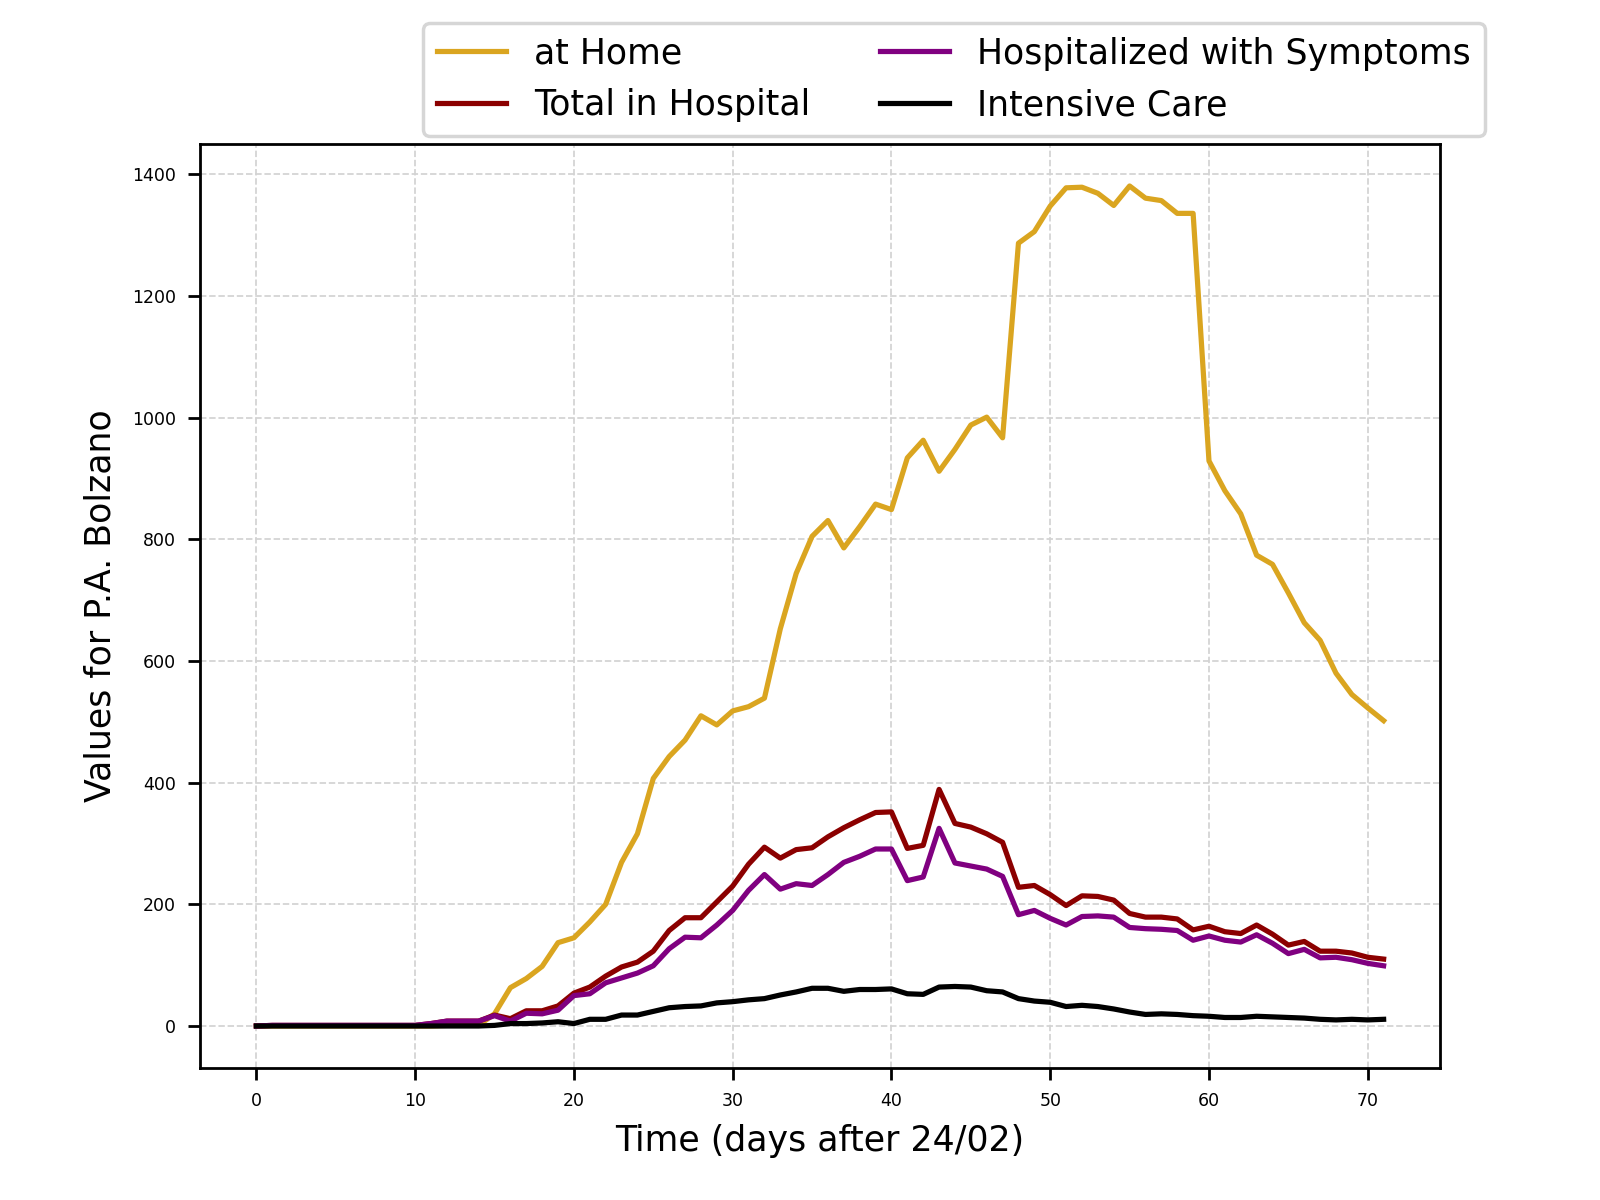 at Home
Total in Hospital
Hospitalized with Symptoms
Intensive Care
Values for P.A. Bolzano
1400
1200
1000
800
600
400
200
0
0 10 20 30 40 50 60 70
Time (days after 24/02)